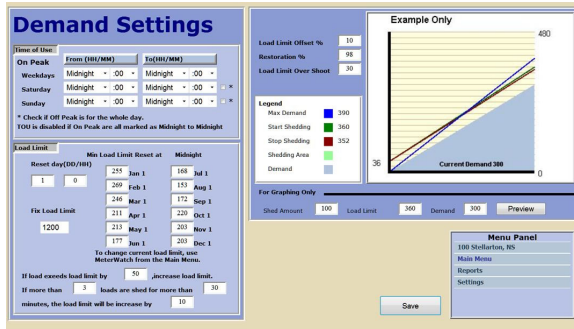 Demand Settings
Time of Use
On Peak From (HH/MM) To(HH/MM)
Weekdays Midnight :00 Midnight :00
Saturday Midnight :00 Midnight :00 *
Sunday Midnight :00 Midnight :00 *
* Check if Off Peak is for the whole day.
TOU is disabled if On Peak are all marked as Midnight to Midnight
Load Limit
Min Load Limit Reset at Midnight
Reset day(DD/HH)
1 0
255 Jan 1 168 Jul 1
269 Feb 1 153 Aug 1
246 Mar 1 172 Sep 1
Fix Load Limit
211 Apr 1 220 Oct 1
1200
213 May 1 203 Nov 1
177 Jun 1 203 Dec 1
To change current load limit, use
MeterWatch from the Main Menu.
If load exeeds load limit by 50 ,increase load limit.
If more than 3 loads are shed for more than 30
minutes, the load limit will be increase by 10
Load Limit Offset % 10
Restoration % 98
Load Limit Over Shoot 30
Legend
Max Demand 390
Start Shedding 360
Stop Shedding 352
Shedding Area
Demand
Example Only
480
36
Current Demand 300
0
For Graphing Only
Shed Amount 100 Load Limit 360 Demand 300 Preview
Menu Panel
100 Stellarton, NS
Main Menu
Reports
Settings
Save